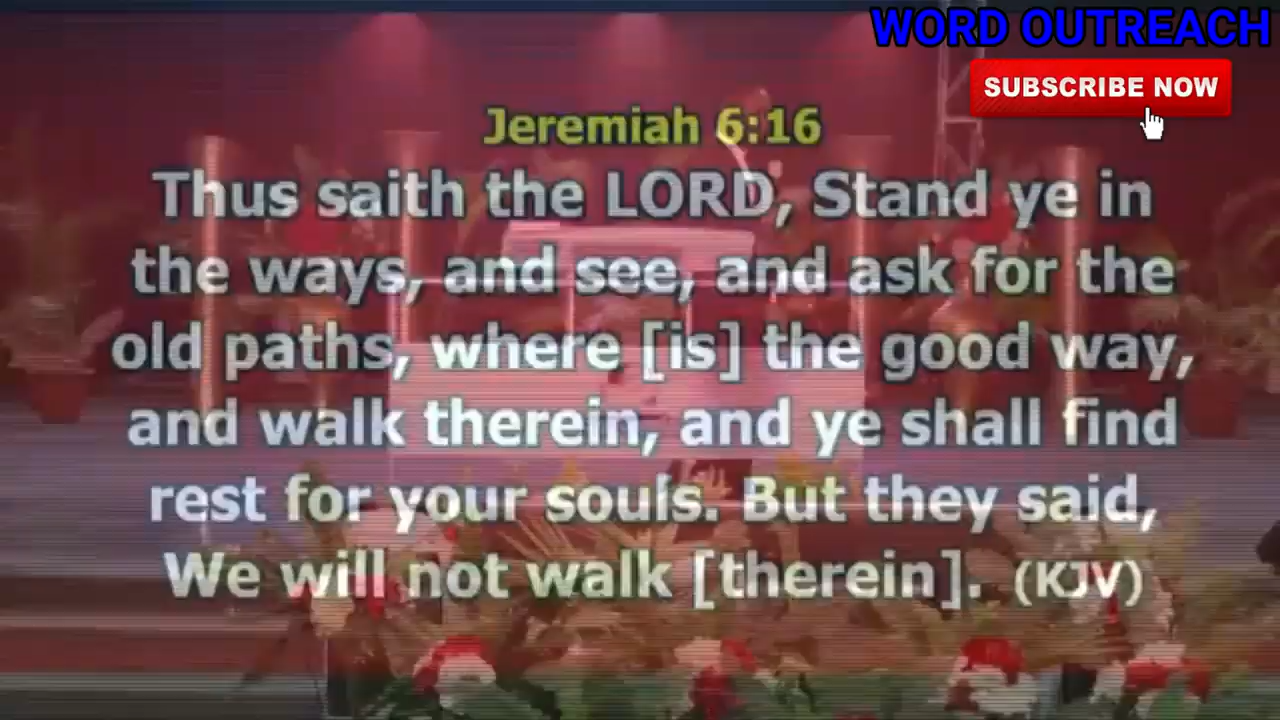 WORD OUTREACH
SUBSCRIBE NOW
Jeremiah 6:16
Thus saith the LORD, Stand ye in
the ways, and see, and ask for the
old paths, where [is] the good way,
and walk therein, and ye shall find
rest for your souls. But they said,
We will not walk [therein]. (KJV)